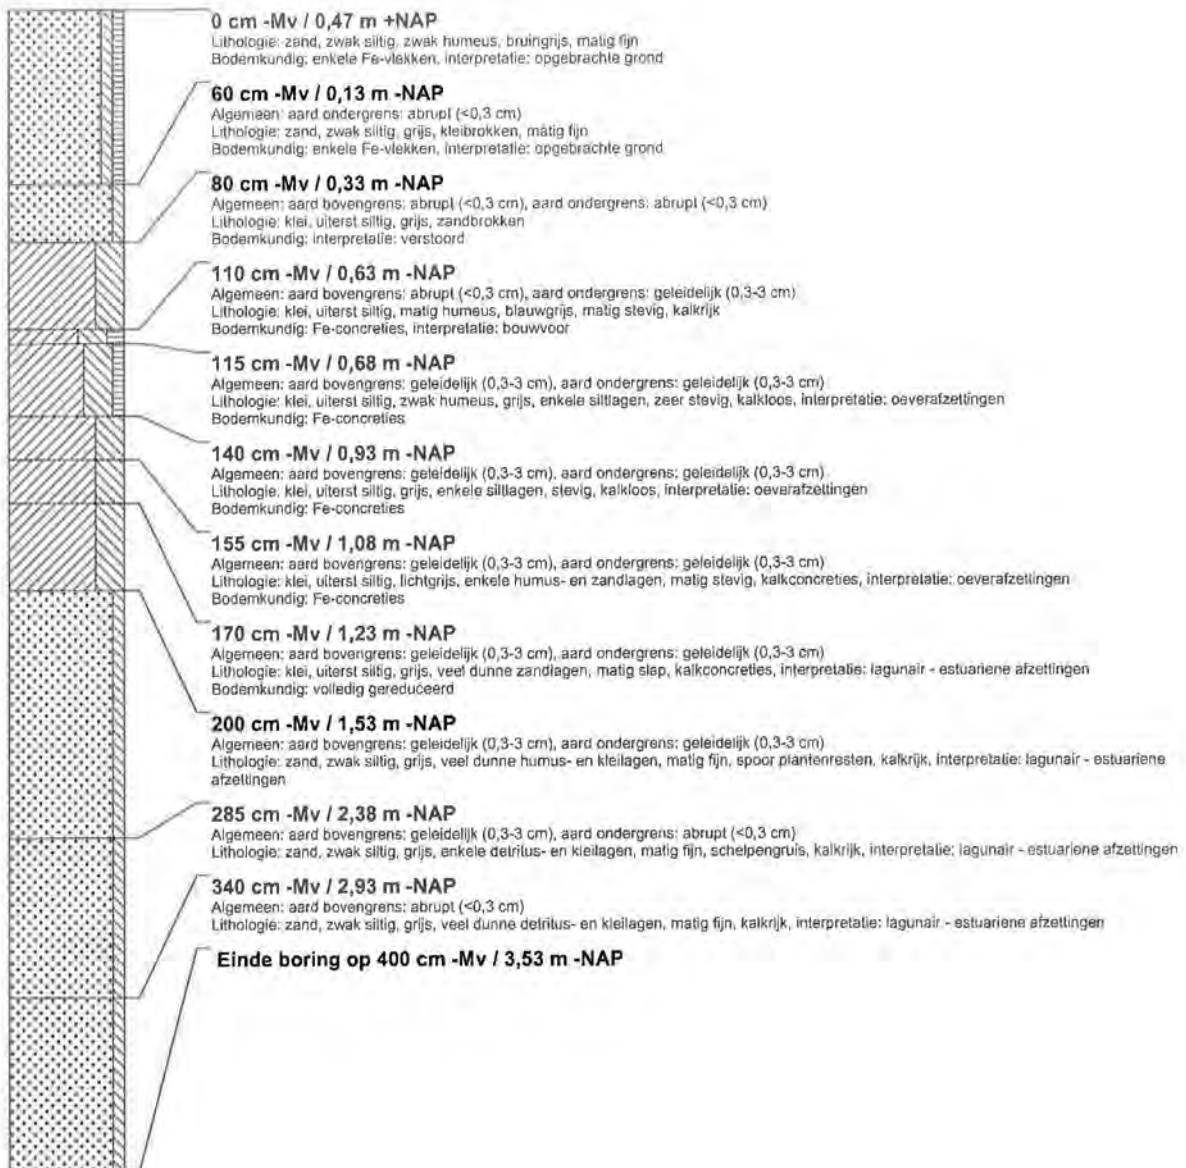 0 cm -Mv / 0,47 m +NAP
Lithologie: zand, zwak siltig, zwak humeus, bruingrijs, matig fijn
Bodemkundig: enkele Fe-vlekken, interpretatie: opgebrachte grond
60 cm -Mv / 0,13 m -NAP
Algemeen: aard ondergrens: abrupt (<0,3 cm)
Lithologie: zand, zwak siltig, grijs, kleibrokken, matig fijn
Bodemkundig: enkele Fe-vlekken, interpretatie: opgebrachte grond
80 cm -Mv / 0,33 m -NAP
Algemeen: aard bovengrens: abrupt (<0,3 cm), aard ondergrens: abrupt (<0,3 cm)
Lithologie: klei, uiterst siltig, grijs, zandbrokken
Bodemkundig: interpretatie: verstoord
110 cm -Mv / 0,63 m -NAP
Algemeen: aard bovengrens: abrupt (<0,3 cm), aard ondergrens: geleidelijk (0,3-3 cm)
Lithologie: klei, uiterst siltig, matig humeus, blauwgrijs, matig stevig, kalkrijk
Bodemkundig: Fe-concreties, interpretatie: bouwvoor
115 cm -Mv / 0,68 m -NAP
Algemeen: aard bovengrens: geleidelijk (0,3-3 cm), aard ondergrens: geleidelijk (0,3-3 cm)
Lithologie: klei, uiterst siltig, zwak humeus, grijs, enkele siltlagen, zeer stevig, kalkloos, interpretatie: oeverafzettingen
Bodemkundig: Fe-concreties
140 cm -Mv / 0,93 m -NAP
Algemeen: aard bovengrens: geleidelijk (0,3-3 cm), aard ondergrens: geleidelijk (0,3-3 cm)
Lithologie: klei, uiterst siltig, grijs, enkele siltlagen, stevig, kalkloos, interpretatie: oeverafzettingen
Bodemkundig: Fe-concreties
155 cm -Mv / 1,08 m -NAP
Algemeen: aard bovengrens: geleidelijk (0,3-3 cm), aard ondergrens: geleidelijk (0,3-3 cm)
Lithologie: klei, uiterst siltig, lichtgrijs, enkele humus- en zandlagen, matig stevig, kalkconcreties, interpretatie: oeverafzettingen
Bodemkundig: Fe-concreties
170 cm -Mv / 1,23 m -NAP
Algemeen: aard bovengrens: geleidelijk (0,3-3 cm), aard ondergrens: geleidelijk (0,3-3 cm)
Lithologie: klei, uiterst siltig, grijs, veel dunne zandlagen, matig slap, kalkconcreties, interpretatie: lagunair - estuariene afzettingen
Bodemkundig: volledig gereduceerd
200 cm -Mv / 1,53 m -NAP
Algemeen: aard bovengrens: geleidelijk (0,3-3 cm), aard ondergrens: geleidelijk (0,3-3 cm)
Lithologie: zand, zwak siltig, grijs, veel dunne humus- en kleilagen, matig fijn, spoor plantenresten, kalkrijk, interpretatie: lagunair - estuariene
afzettingen
285 cm -Mv / 2,38 m -NAP
Algemeen: aard bovengrens: geleidelijk (0,3-3 cm), aard ondergrens: abrupt (<0,3 cm)
Lithologie: zand, zwak siltig, grijs, enkele detritus- en kleilagen, matig fijn, schelpengruis, kalkrijk, interpretatie: lagunair - estuariene afzettingen
340 cm -Mv / 2,93 m -NAP
Algemeen: aard bovengrens: abrupt (<0,3 cm)
Lithologie: zand, zwak siltig, grijs, veel dunne detritus- en kleilagen, matig fijn, kalkrijk, interpretatie: lagunair - estuariene afzettingen
Einde boring op 400 cm -Mv / 3,53 m -NAP